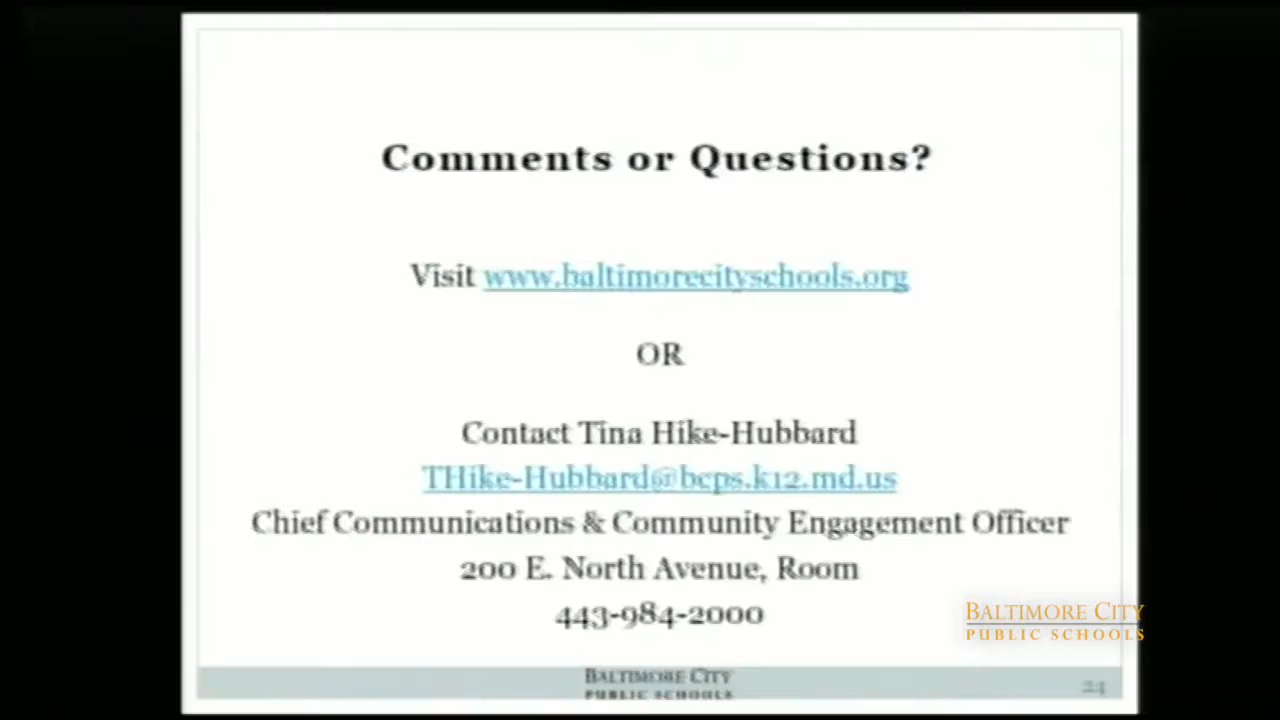 Comments or Questions?
Visit www.baltimorecityschools.org
OR
Contact Tina Hike-Hubbard
THike-Hubbard@bcps.k12.md.us
Chief Communications & Community Engagement Officer
200 E. North Avenue, Room
443-984-2000
BALTIMORE CITY
PUBLIC SCHOOLS
BALTIMORE CITY
PUBLIC SCHOOLS
24